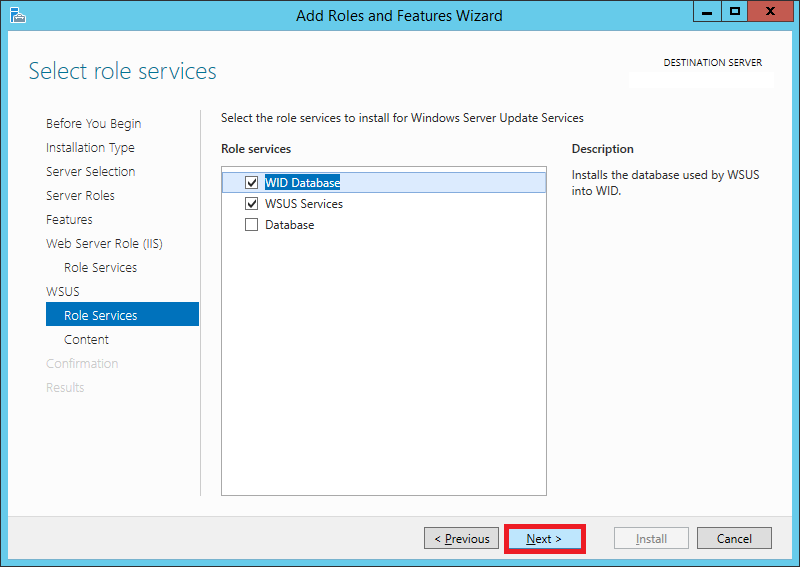 Add Roles and Features Wizard
Select role services
DESTINATION SERVER
Before You Begin
Installation Type
Server Selection
Server Roles
Features
Web Server Role (IIS)
Role Services
WSUS
Role Services
Content
Confirmation
Results
Select the role services to install for Windows Server Update Services
Role services
WID Database
WSUS Services
Database
Description
Installs the database used by WSUS
into WID.
< Previous
Next >
Install
Cancel